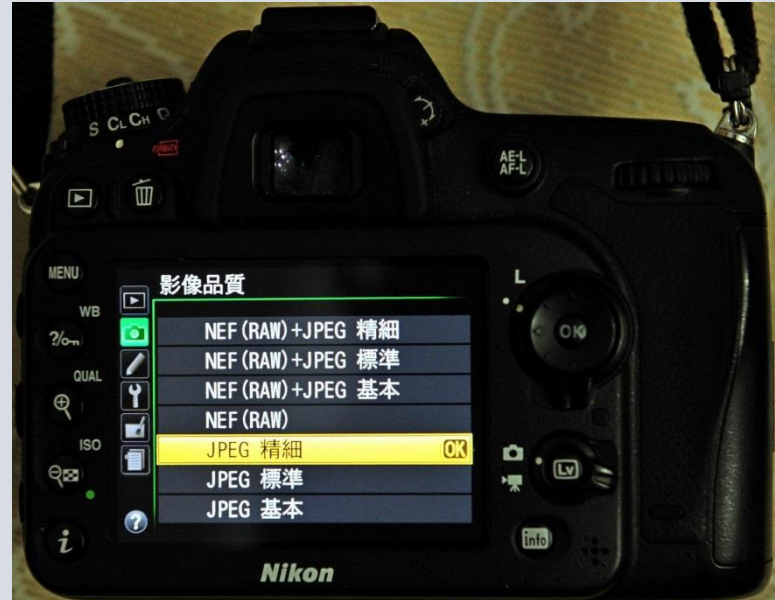 S CL CH Q
FORMAT
AE-L
AF-L
MENU
影像品質
L
WB
NEF(RAW)+JPEG 精細
OK
?
NEF(RAW)+JPEG 標準
QUAL
NEF(RAW)+JPEG 基本
NEF(RAW)
ISO
JPEG 精細 OK
JPEG 標準
Lv
JPEG 基本
?
i
info
Nikon